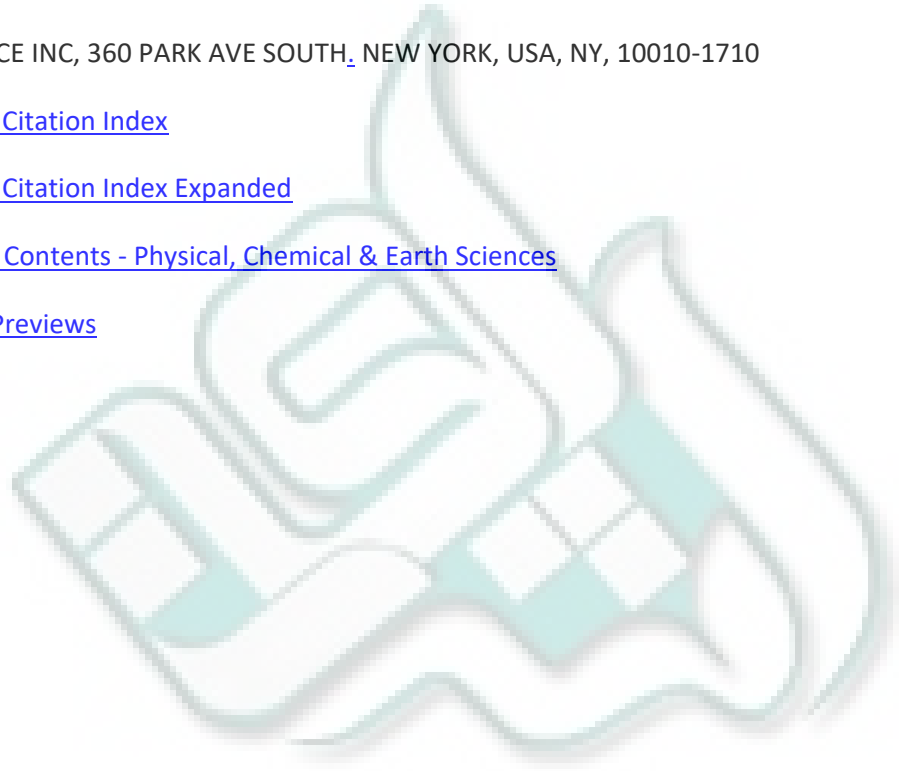 CE INC, 360 PARK AVE SOUTH. NEW YORK, USA, NY, 10010-1710
Citation Index
Citation Index Expanded
Contents - Physical, Chemical & Earth Sciences
Previews